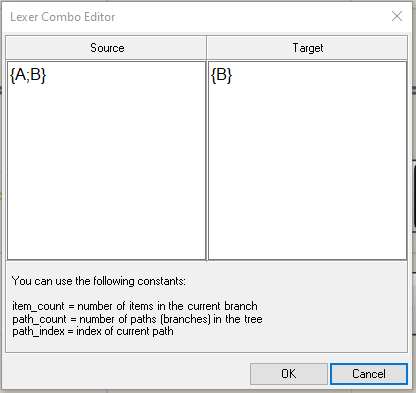 Lexer Combo Editor
Source
Target
{A;B}
{B}
You can use the following constants:
item_count = number of items in the current branch
path_count = number of paths (branches) in the tree
path_index = index of current path
OK
Cancel